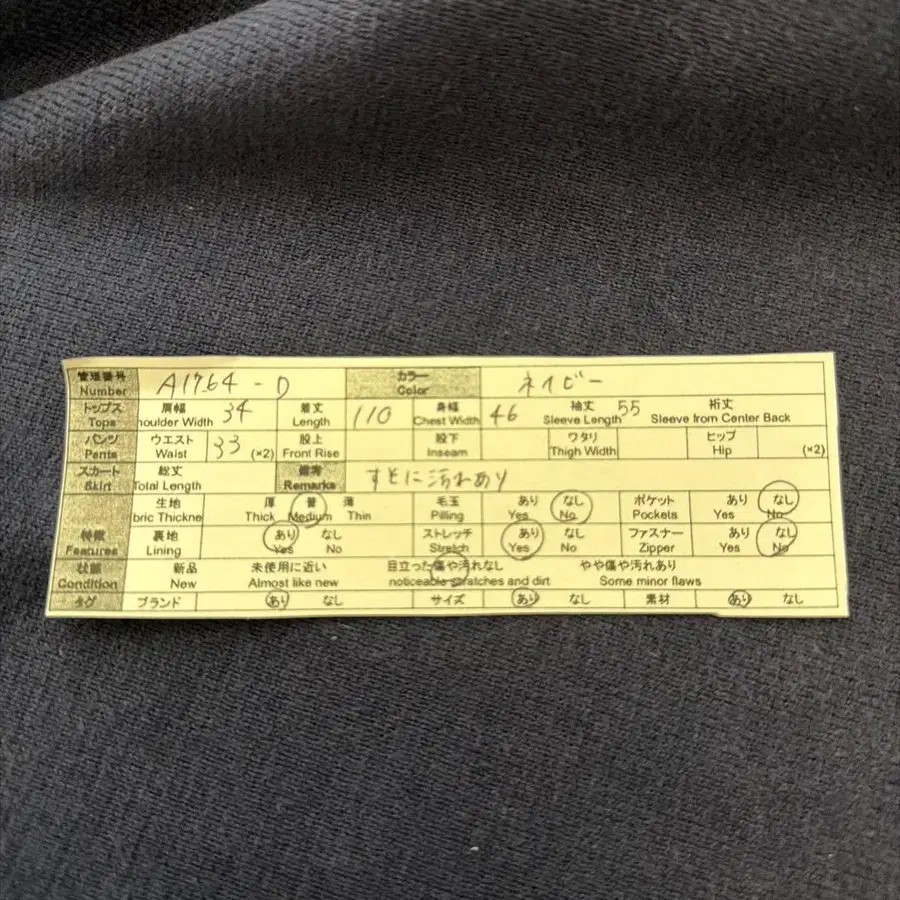 管理番号 A1764-D カラー ネイビー
Number Color
トップス 肩幅 34 着丈 110 身幅 46 袖丈 55 裄丈
Tops houlder Width Length Chest Width Sleeve Length Sleeve from Center Back
パンツ ウエスト 33 股上 股下 ワタリ ヒップ
Pants Waist (×2) Front Rise Inseam Thigh Width Hip (×2)
スカート 総丈 備考 すそに汚れあり
Skirt Total Length Remarks
生地 厚 普 薄 毛玉 あり なし ポケット あり なし
bric Thickne Thick Medium Thin Pilling Yes No Pockets Yes No
特徴 裏地 あり なし ストレッチ あり なし ファスナー あり なし
Features Lining Yes No Stretch Yes No Zipper Yes No
状態 新品 未使用に近い 目立った傷や汚れなし やや傷や汚れあり
Condition New Almost like new noticeable scratches and dirt Some minor flaws
タグ ブランド あり なし サイズ あり なし 素材 あり なし